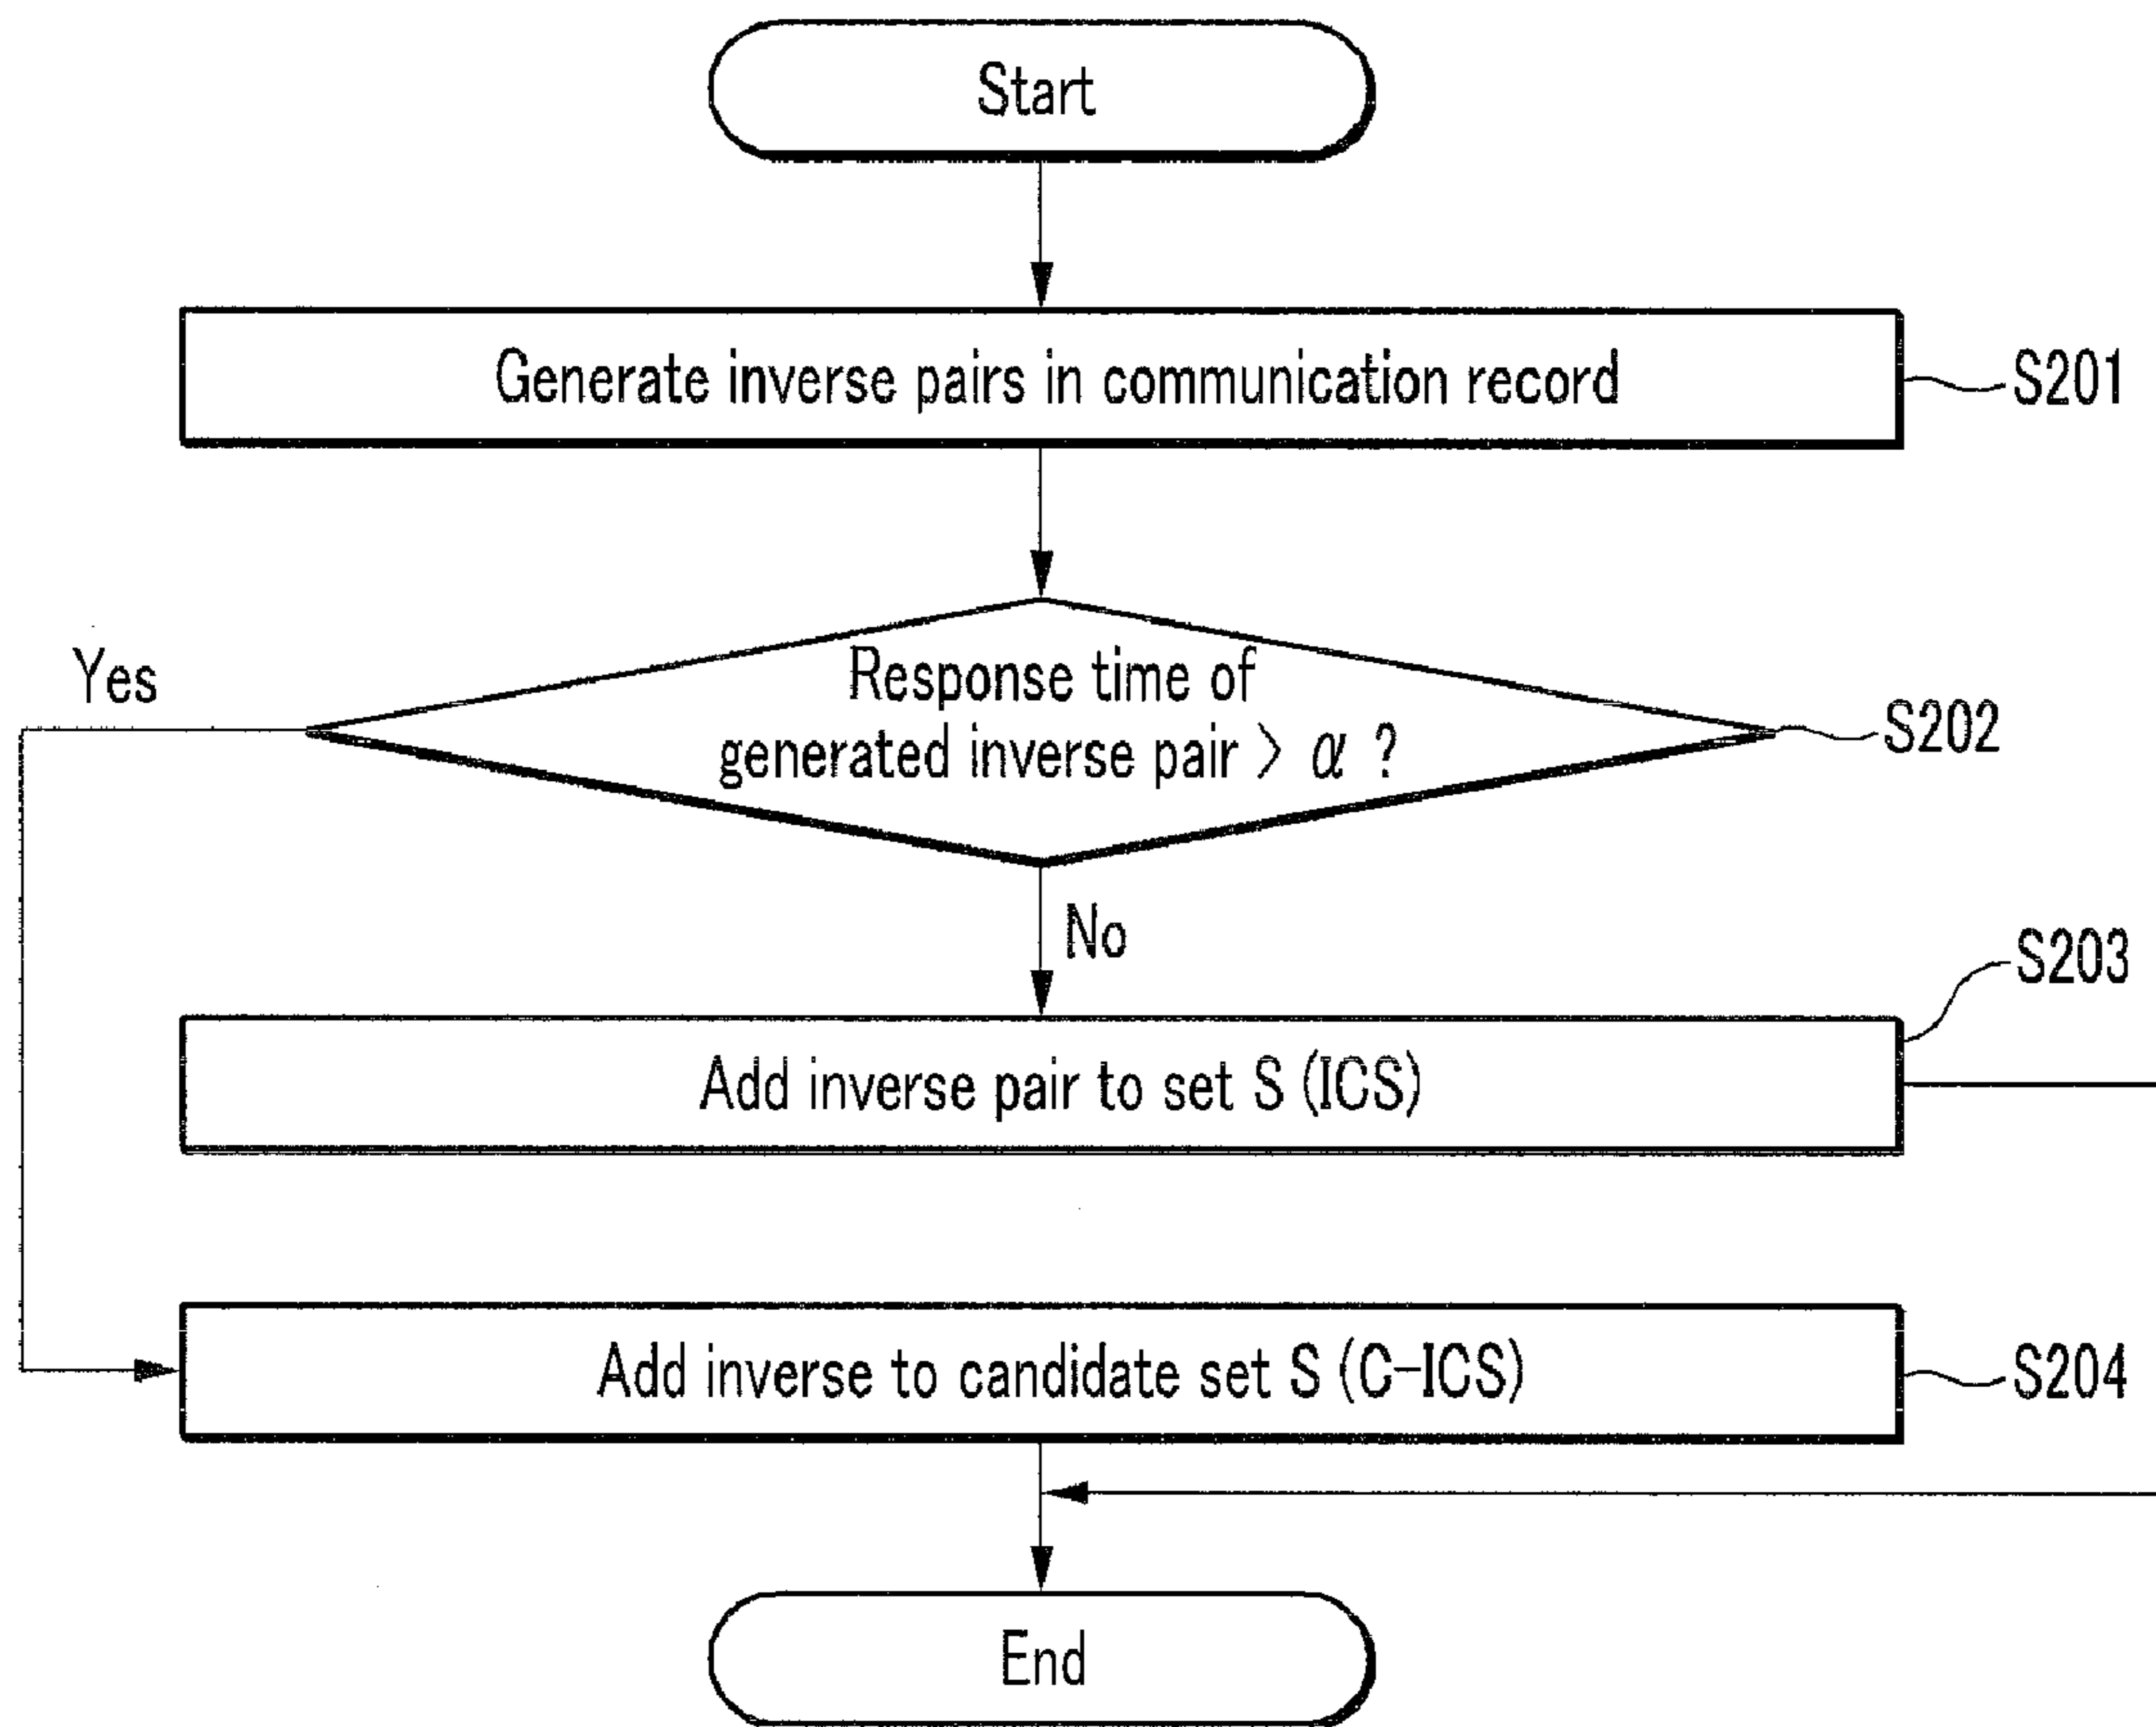 Start
Generate inverse pairs in communication record
S201
Yes
Response time of
generated inverse pair > α ?
S202
No
S203
Add inverse pair to set S (ICS)
Add inverse to candidate set S (C-ICS)
S204
End